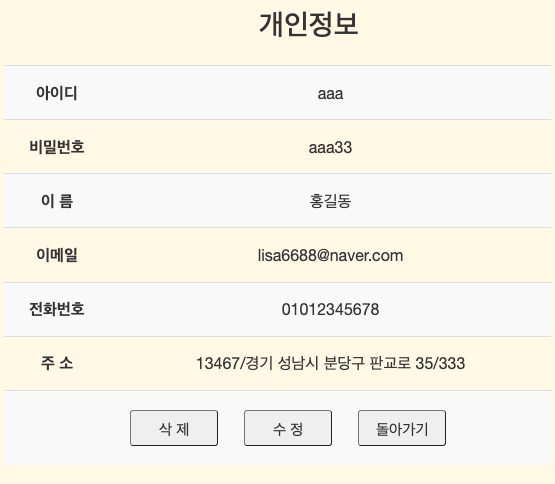 개인정보
아이디 aaa
비밀번호 aaa33
이 름 홍길동
이메일 lisa6688@naver.com
전화번호 01012345678
주 소 13467/경기 성남시 분당구 판교로 35/333
삭 제 수 정 돌아가기